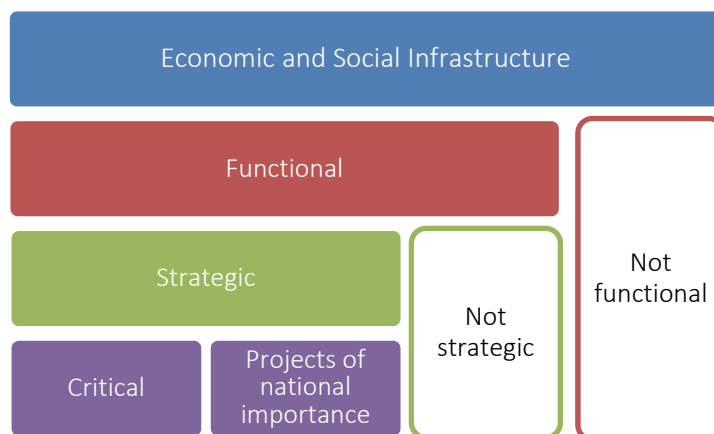 Economic and Social Infrastructure
Functional
Not
functional
Strategic
Not
strategic
Critical
Projects of
national
importance